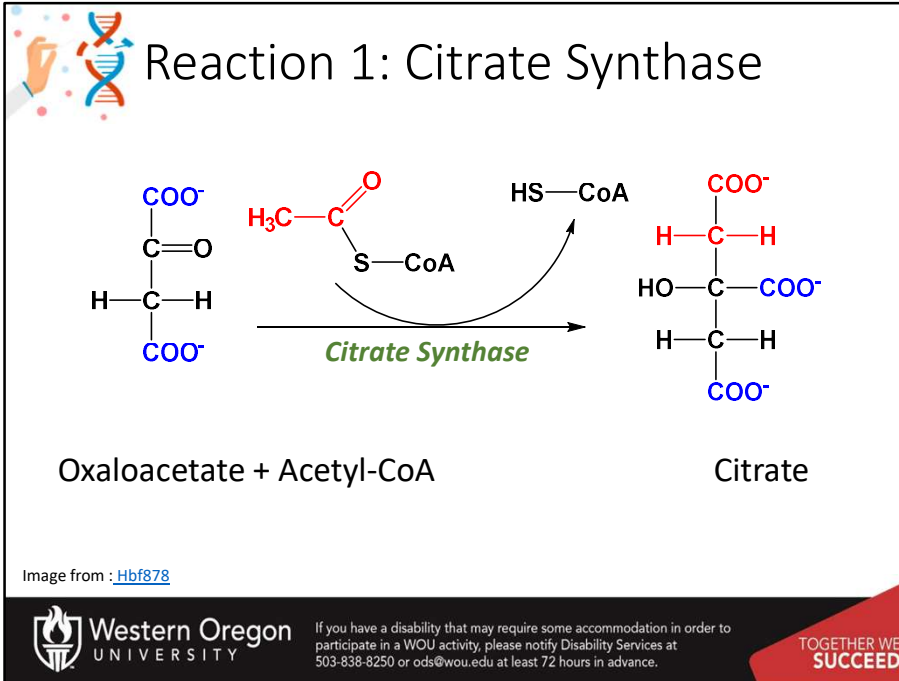 Reaction 1: Citrate Synthase
COO⁻
C=O
H—C—H
COO⁻
O
H₃C—C
S—CoA
HS—CoA
Citrate Synthase
COO⁻
H—C—H
HO—C—COO⁻
H—C—H
COO⁻
Oxaloacetate + Acetyl-CoA
Citrate
Image from : Hbf878
Western Oregon
UNIVERSITY
If you have a disability that may require some accommodation in order to
participate in a WOU activity, please notify Disability Services at
503-838-8250 or ods@wou.edu at least 72 hours in advance.
TOGETHER WE
SUCCEED